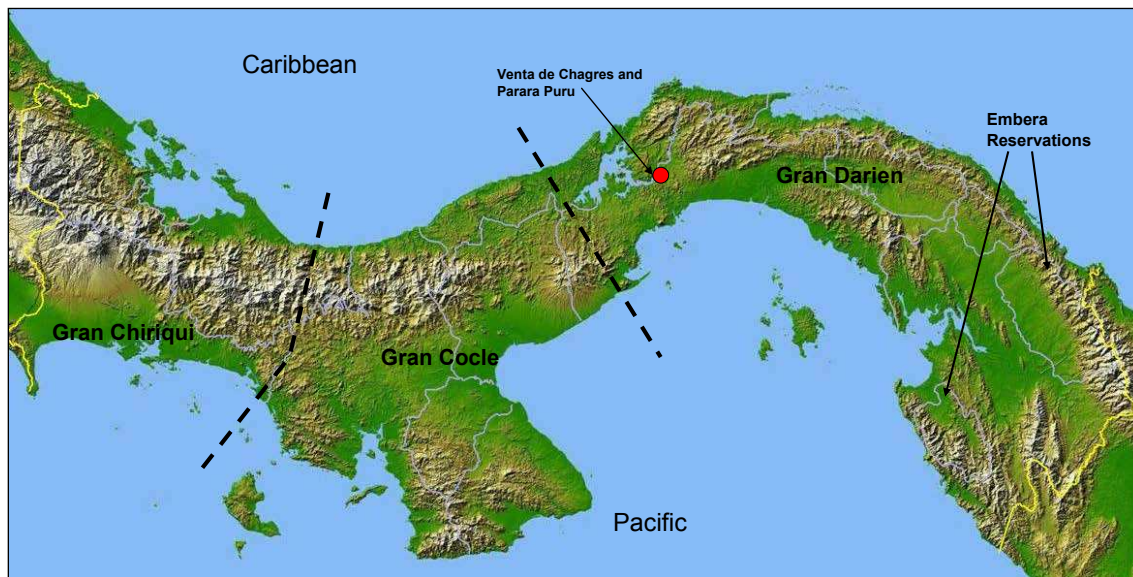 Caribbean
Venta de Chagres and
Parara Puru
Embera
Reservations
Gran Darien
Gran Chiriqui
Gran Cocle
Pacific